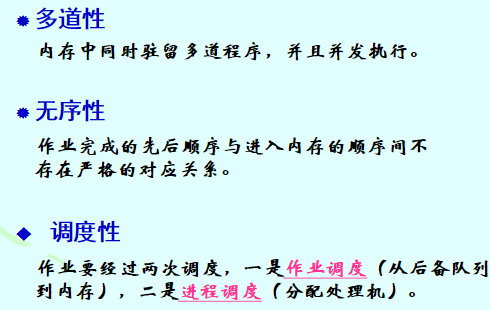 多道性
内存中同时驻留多道程序，并且并发执行。
无序性
作业完成的先后顺序与进入内存的顺序间不
存在严格的对应关系。
调度性
作业要经过两次调度，一是作业调度（从后备队列
到内存），二是进程调度（分配处理机）。